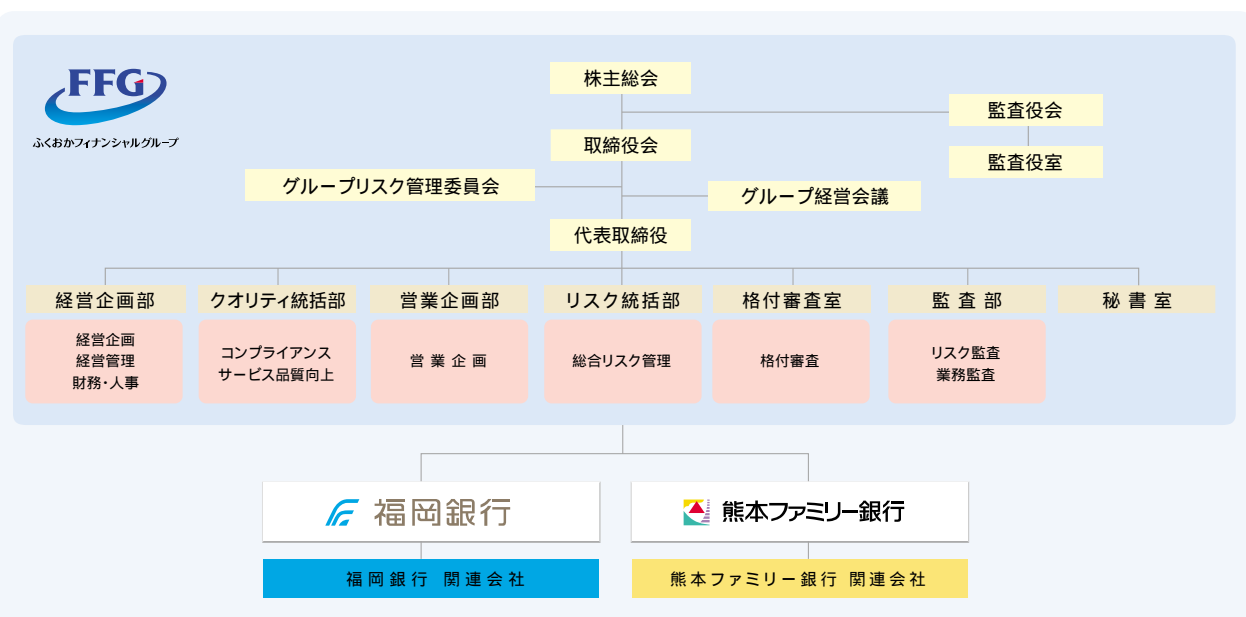 FFG
ふくおかフィナンシャルグループ
株主総会
監査役会
取締役会
監査役室
グループリスク管理委員会
グループ経営会議
代表取締役
経営企画部
クオリティ統括部
営業企画部
リスク統括部
格付審査室
監査部
秘書室
経営企画
経営管理
財務・人事
コンプライアンス
サービス品質向上
営業企画
総合リスク管理
格付審査
リスク監査
業務監査
福岡銀行
熊本ファミリー銀行
福岡銀行 関連会社
熊本ファミリー銀行 関連会社